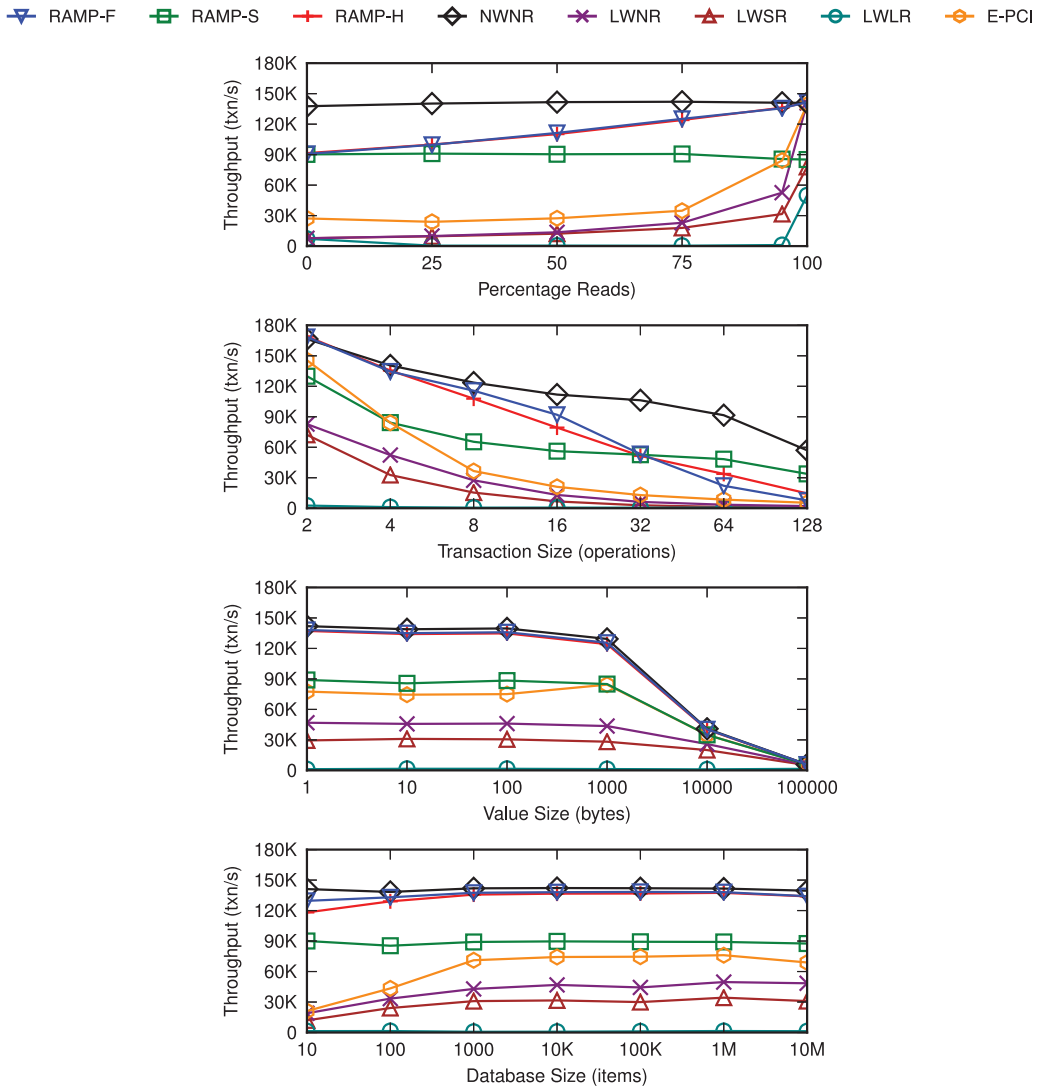 RAMP-F RAMP-S RAMP-H NWNR LWNR LWSR LWLR E-PCI
180K
150K
120K
90K
60K
30K
0
Throughput (txn/s)
0 25 50 75 100
Percentage Reads)
180K
150K
120K
90K
60K
30K
0
Throughput (txn/s)
2 4 8 16 32 64 128
Transaction Size (operations)
180K
150K
120K
90K
60K
30K
0
Throughput (txn/s)
1 10 100 1000 10000 100000
Value Size (bytes)
180K
150K
120K
90K
60K
30K
0
Throughput (txn/s)
10 100 1000 10K 100K 1M 10M
Database Size (items)